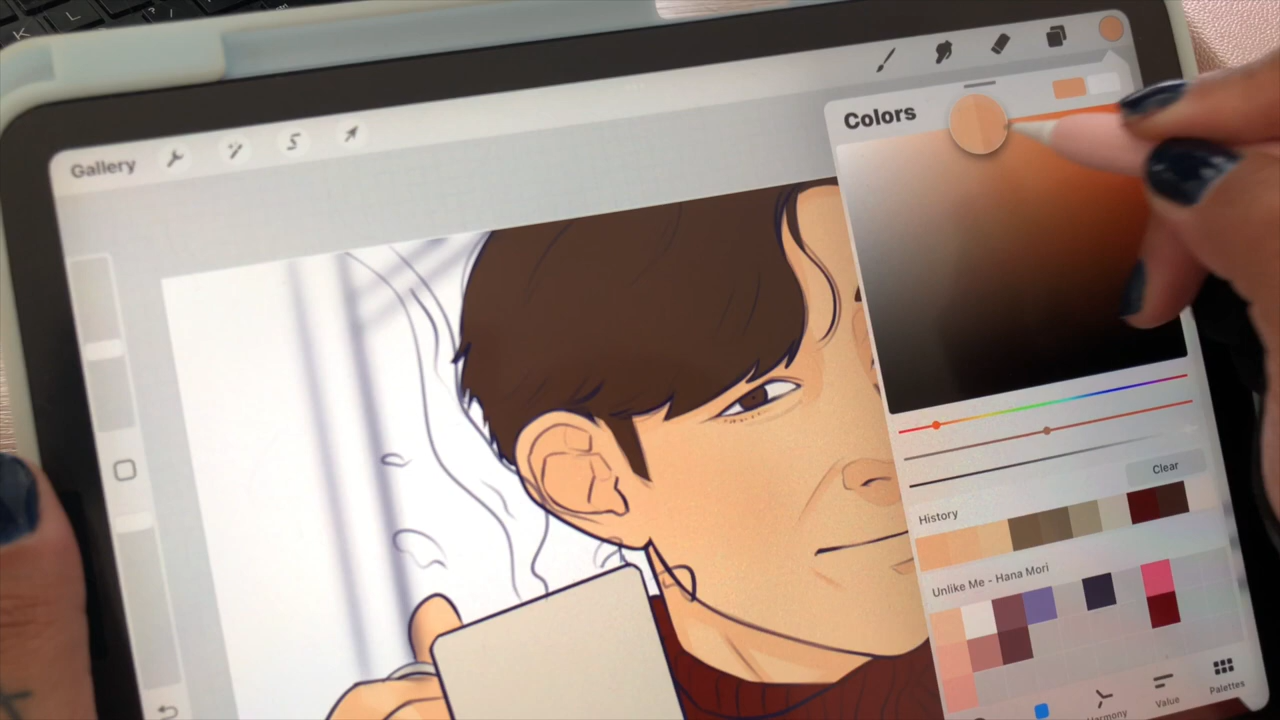 K
L
Gallery
S
Colors
Clear
History
Unlike Me - Hana Mori
Harmony
Value
Palettes